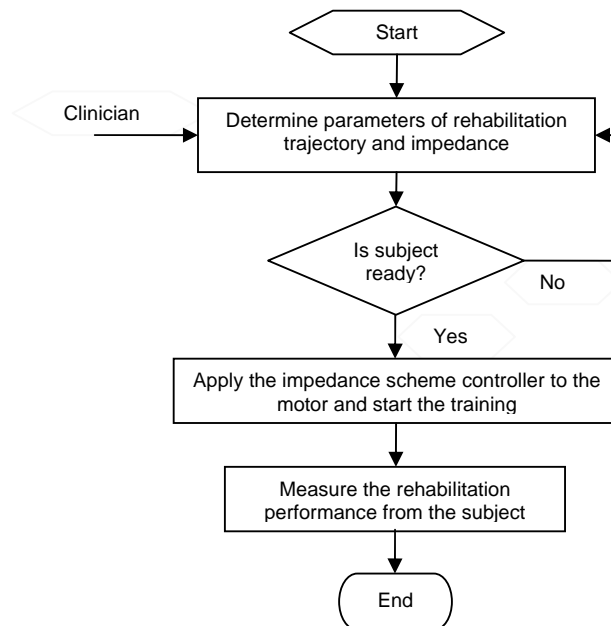 Start
Clinician
Determine parameters of rehabilitation
trajectory and impedance
Is subject
ready?
No
Yes
Apply the impedance scheme controller to the
motor and start the training
Measure the rehabilitation
performance from the subject
End